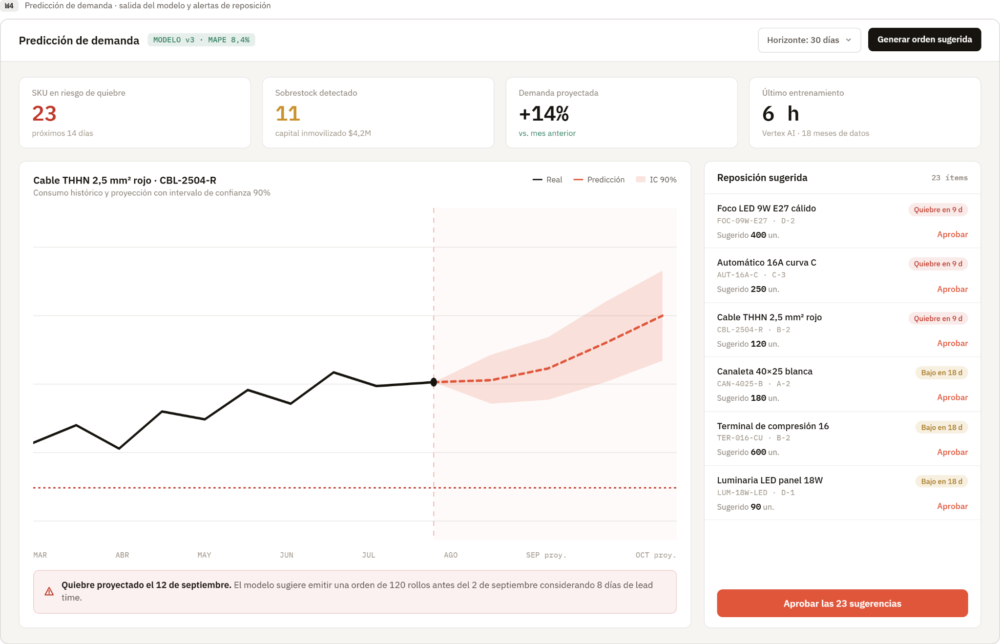 W4 Predicción de demanda · salida del modelo y alertas de reposición
Predicción de demanda
MODELO v3 · MAPE 8,4%
Horizonte: 30 días
Generar orden sugerida
SKU en riesgo de quiebre
23
próximos 14 días
Sobrestock detectado
11
capital inmovilizado $4,2M
Demanda proyectada
+14%
vs. mes anterior
Último entrenamiento
6 h
Vertex AI · 18 meses de datos
Cable THHN 2,5 mm² rojo · CBL-2504-R
Consumo histórico y proyección con intervalo de confianza 90%
Real
Predicción
IC 90%
MAR
ABR
MAY
JUN
JUL
AGO
SEP proy.
OCT proy.
Quiebre proyectado el 12 de septiembre. El modelo sugiere emitir una orden de 120 rollos antes del 2 de septiembre considerando 8 días de lead
time.
Reposición sugerida
23 ítems
Foco LED 9W E27 cálido
Quiebre en 9 d
FOC-09W-E27 · D-2
Sugerido 400 un.
Aprobar
Automático 16A curva C
Quiebre en 9 d
AUT-16A-C · C-3
Sugerido 250 un.
Aprobar
Cable THHN 2,5 mm² rojo
Quiebre en 9 d
CBL-2504-R · B-2
Sugerido 120 un.
Aprobar
Canaleta 40×25 blanca
Bajo en 18 d
CAN-4025-B · A-2
Sugerido 180 un.
Aprobar
Terminal de compresión 16
Bajo en 18 d
TER-016-CU · B-2
Sugerido 600 un.
Aprobar
Luminaria LED panel 18W
Bajo en 18 d
LUM-18W-LED · D-1
Sugerido 90 un.
Aprobar
Aprobar las 23 sugerencias